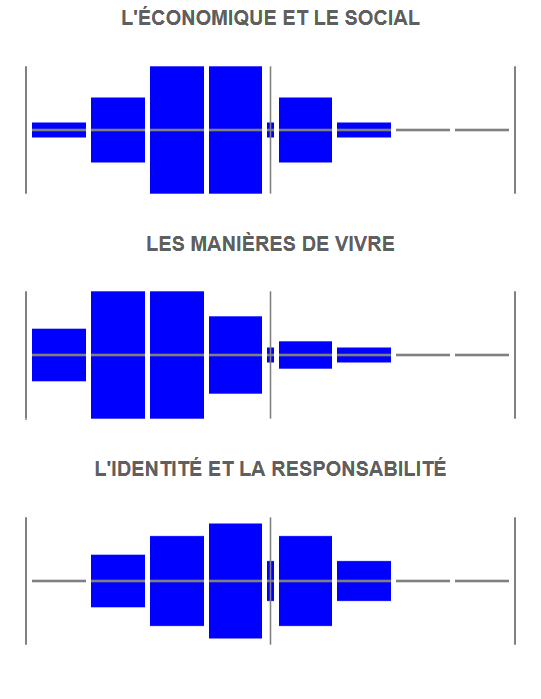 L'ÉCONOMIQUE ET LE SOCIAL
LES MANIÈRES DE VIVRE
L'IDENTITÉ ET LA RESPONSABILITÉ